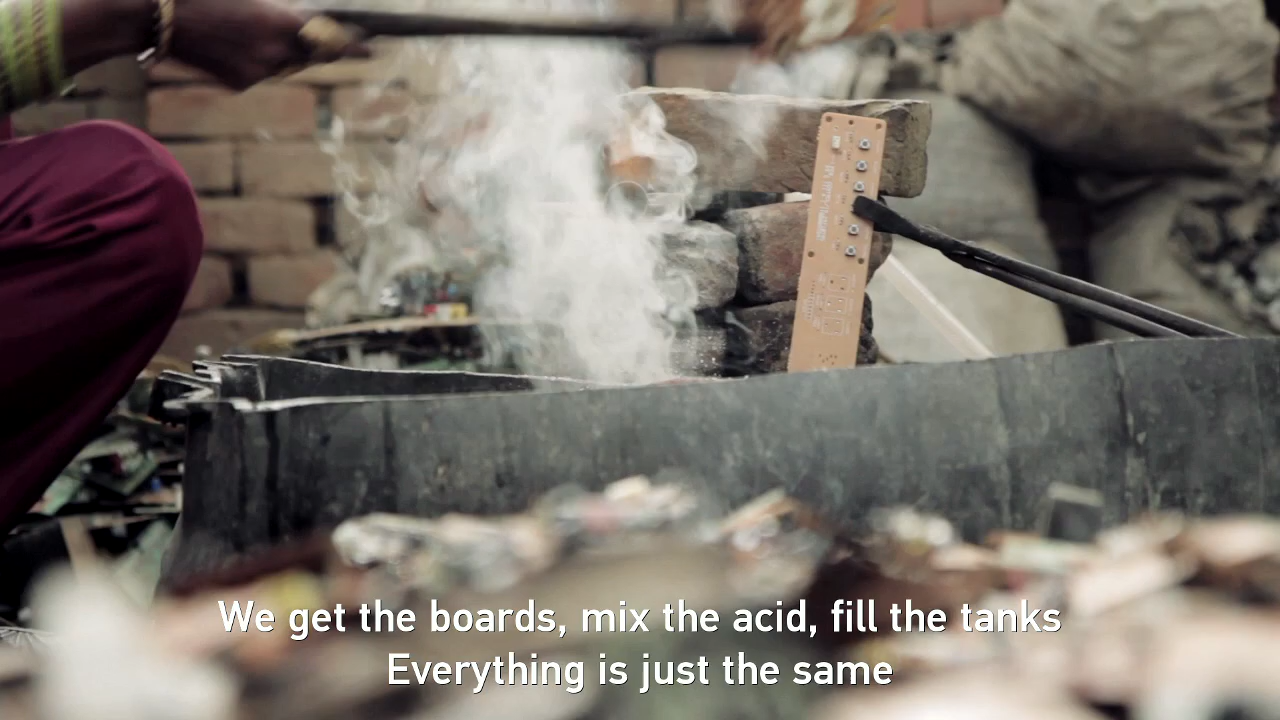 We get the boards, mix the acid, fill the tanks
Everything is just the same